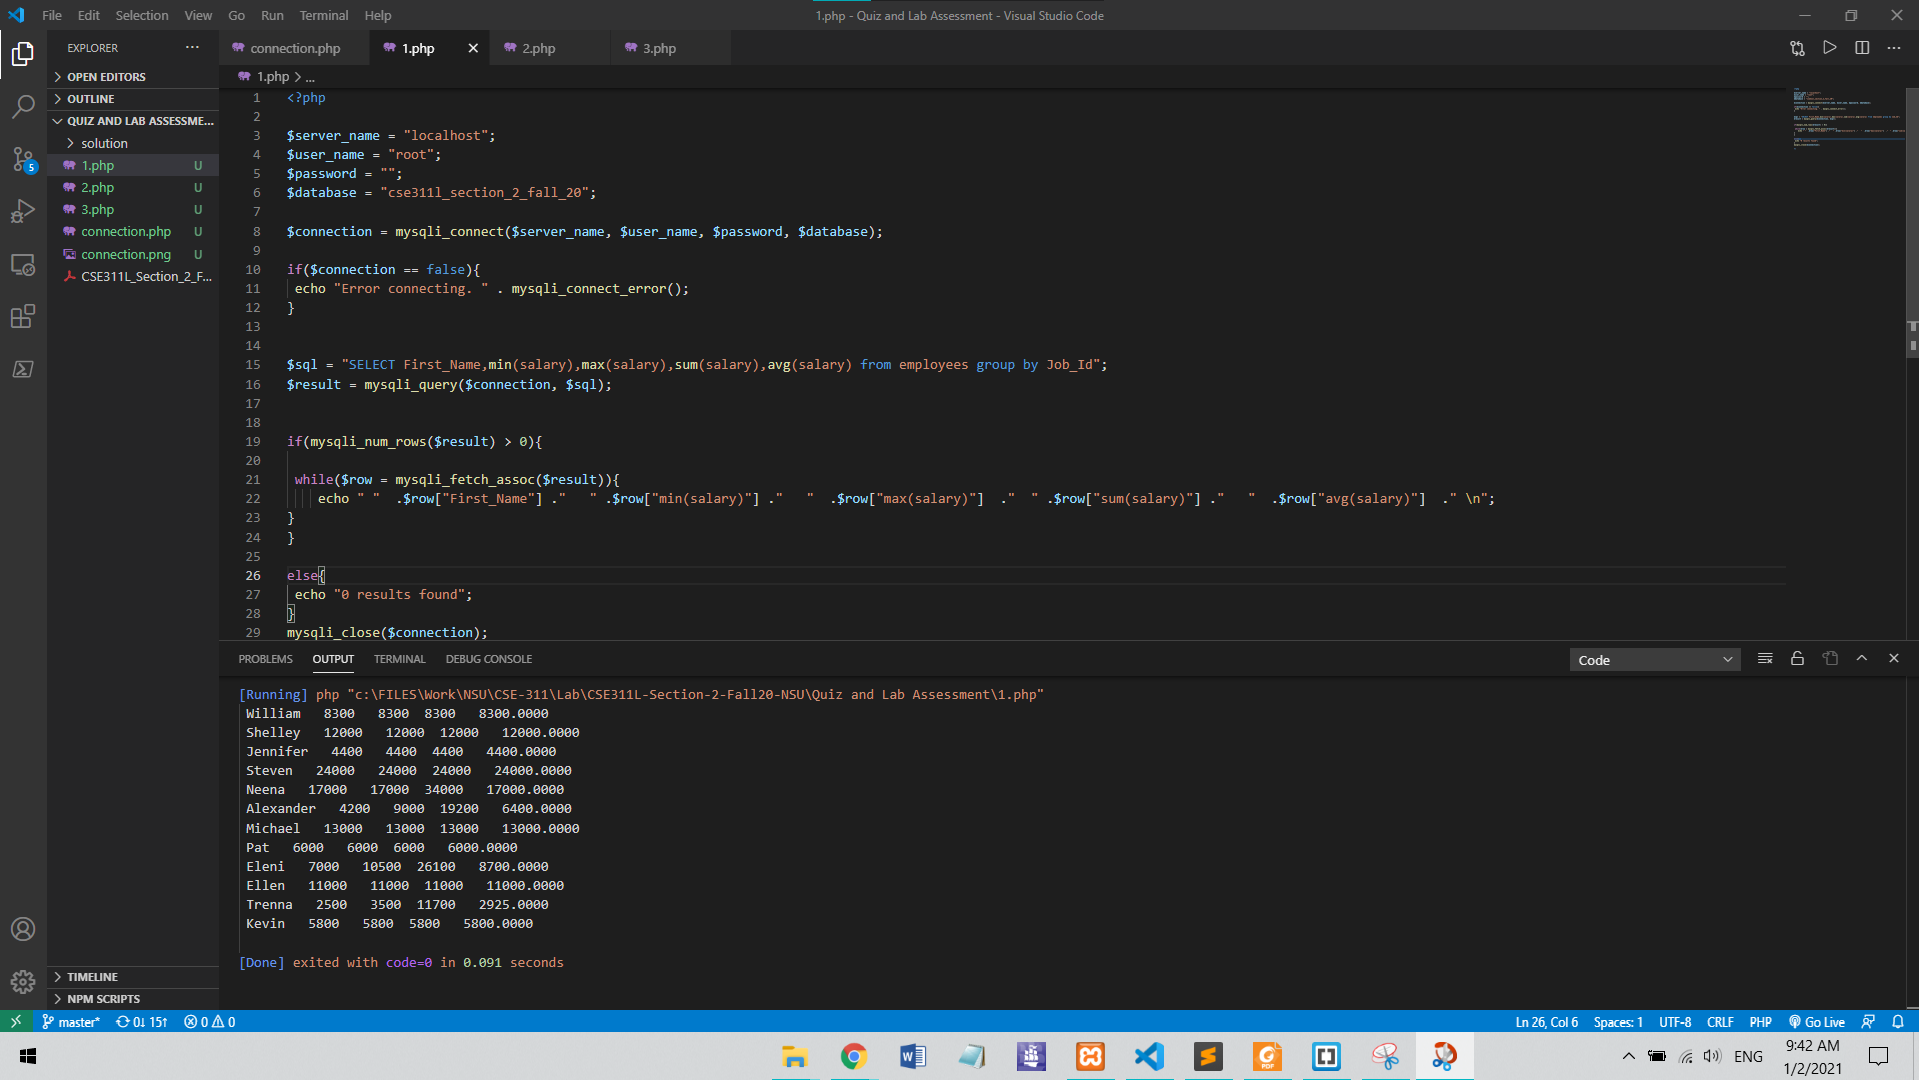 File Edit Selection View Go Run Terminal Help
1.php - Quiz and Lab Assessment - Visual Studio Code
EXPLORER
OPEN EDITORS
OUTLINE
QUIZ AND LAB ASSESSME...
solution
1.php U
2.php U
3.php U
connection.php U
connection.png U
CSE311L_Section_2_F...
TIMELINE
NPM SCRIPTS
5
connection.php 1.php 2.php 3.php
1.php > ...
1 <?php
2
3 $server_name = "localhost";
4 $user_name = "root";
5 $password = "";
6 $database = "cse311l_section_2_fall_20";
7
8 $connection = mysqli_connect($server_name, $user_name, $password, $database);
9
10 if($connection == false){
11 echo "Error connecting. " . mysqli_connect_error();
12 }
13
14
15 $sql = "SELECT First_Name,min(salary),max(salary),sum(salary),avg(salary) from employees group by Job_Id";
16 $result = mysqli_query($connection, $sql);
17
18
19 if(mysqli_num_rows($result) > 0){
20
21 while($row = mysqli_fetch_assoc($result)){
22 echo " "  .$row["First_Name"] ."   " .$row["min(salary)"] ."   "  .$row["max(salary)"]  ."  " .$row["sum(salary)"] ."   "  .$row["avg(salary)"]  ." \n";
23 }
24 }
25
26 else{
27 echo "0 results found";
28 }
29 mysqli_close($connection);
PROBLEMS OUTPUT TERMINAL DEBUG CONSOLE
Code
[Running] php "c:\FILES\Work\NSU\CSE-311\Lab\CSE311L-Section-2-Fall20-NSU\Quiz and Lab Assessment\1.php"
William   8300   8300  8300   8300.0000
Shelley   12000   12000  12000   12000.0000
Jennifer   4400   4400  4400   4400.0000
Steven   24000   24000  24000   24000.0000
Neena   17000   17000  34000   17000.0000
Alexander   4200   9000  19200   6400.0000
Michael   13000   13000  13000   13000.0000
Pat   6000   6000  6000   6000.0000
Eleni   7000   10500  26100   8700.0000
Ellen   11000   11000  11000   11000.0000
Trenna   2500   3500  11700   2925.0000
Kevin   5800   5800  5800   5800.0000
[Done] exited with code=0 in 0.091 seconds
master* 0↓ 15↑ 0 0
Ln 26, Col 6 Spaces: 1 UTF-8 CRLF PHP Go Live
ENG
9:42 AM
1/2/2021